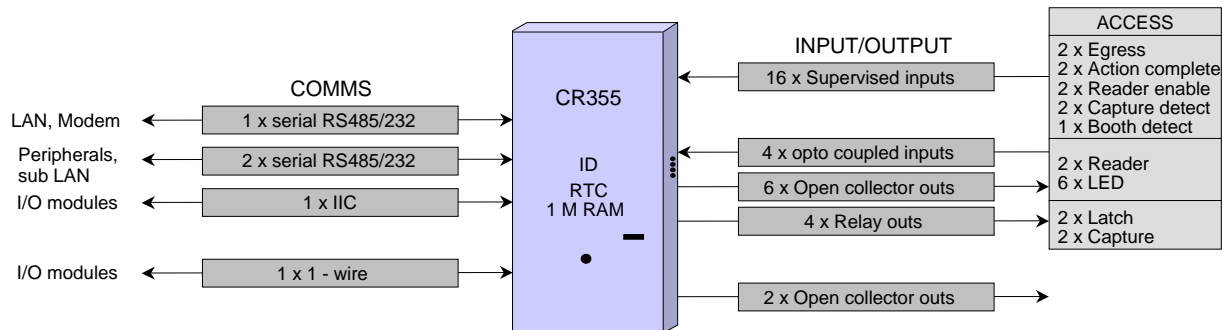 COMMS
LAN, Modem
1 x serial RS485/232
Peripherals,
sub LAN
2 x serial RS485/232
I/O modules
1 x IIC
I/O modules
1 x 1 - wire
CR355
ID
RTC
1 M RAM
INPUT/OUTPUT
16 x Supervised inputs
4 x opto coupled inputs
6 x Open collector outs
4 x Relay outs
2 x Open collector outs
ACCESS
2 x Egress
2 x Action complete
2 x Reader enable
2 x Capture detect
1 x Booth detect
2 x Reader
6 x LED
2 x Latch
2 x Capture